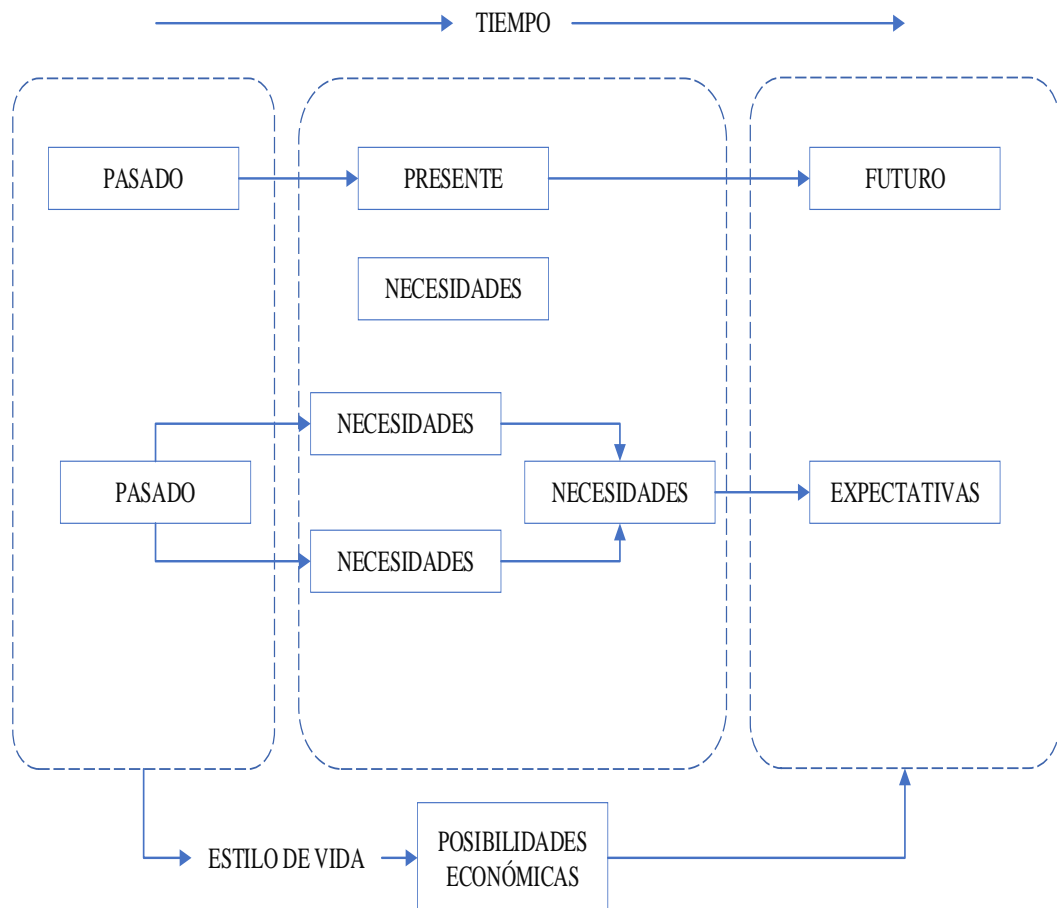 TIEMPO
PASADO
PRESENTE
FUTURO
NECESIDADES
NECESIDADES
PASADO
NECESIDADES
EXPECTATIVAS
NECESIDADES
ESTILO DE VIDA
POSIBILIDADES
ECONÓMICAS